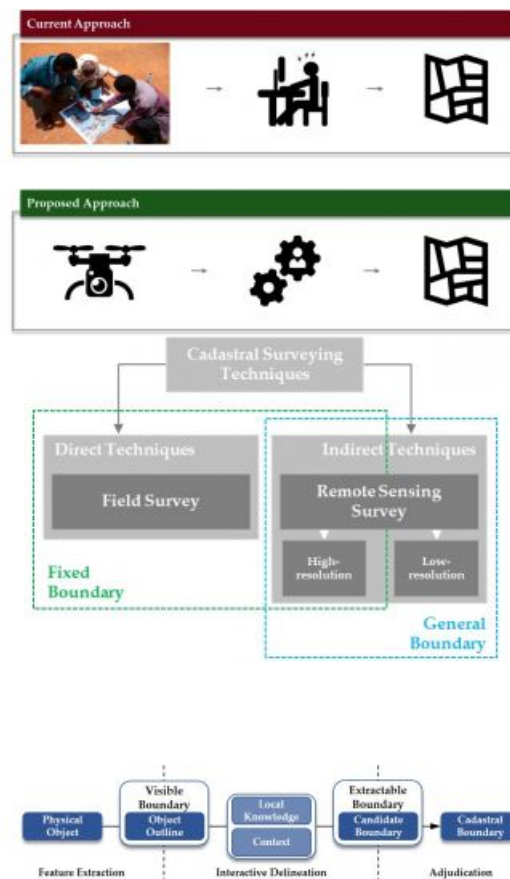 Current Approach
Proposed Approach
Cadastral Surveying
Techniques
Direct Techniques
Indirect Techniques
Field Survey
Remote Sensing
Survey
High-
resolution
Low-
resolution
Fixed
Boundary
General
Boundary
Visible
Boundary
Extractable
Boundary
Local
Knowledge
Physical
Object
Object
Outline
Context
Candidate
Boundary
Cadastral
Boundary
Feature Extraction
Interactive Delineation
Adjudication